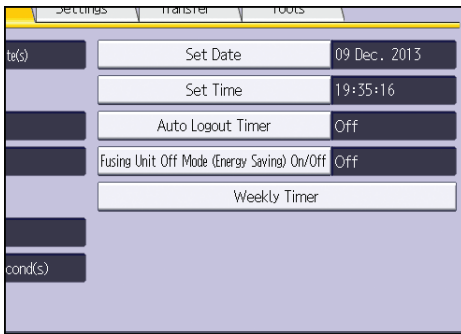 Settings Transfer Tools
te(s) Set Date 09 Dec. 2013
Set Time 19:35:16
Auto Logout Timer Off
Fusing Unit Off Mode (Energy Saving) On/Off Off
Weekly Timer
cond(s)